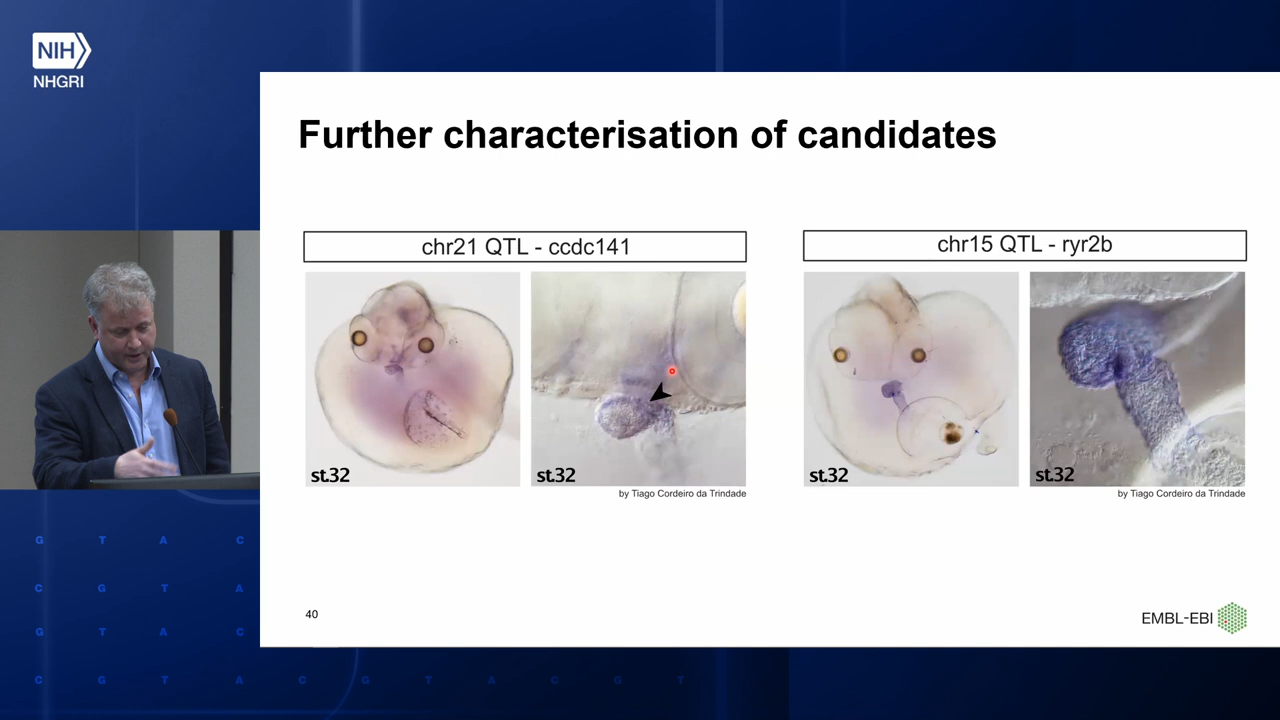 NIH
NHGRI
Further characterisation of candidates
chr21 QTL - ccdc141
chr15 QTL - ryr2b
st.32
st.32
st.32
st.32
by Tiago Cordeiro da Trindade
by Tiago Cordeiro da Trindade
40
EMBL-EBI
G T A C
C G T A
G T A C
C G T A C G T A C G T